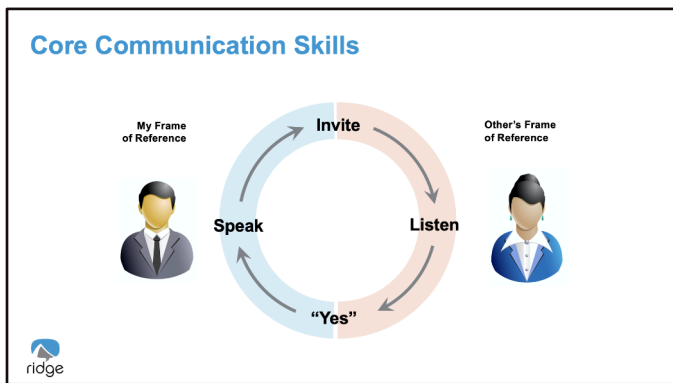 Core Communication Skills
My Frame
of Reference
Invite
Other's Frame
of Reference
Speak
Listen
“Yes”
ridge